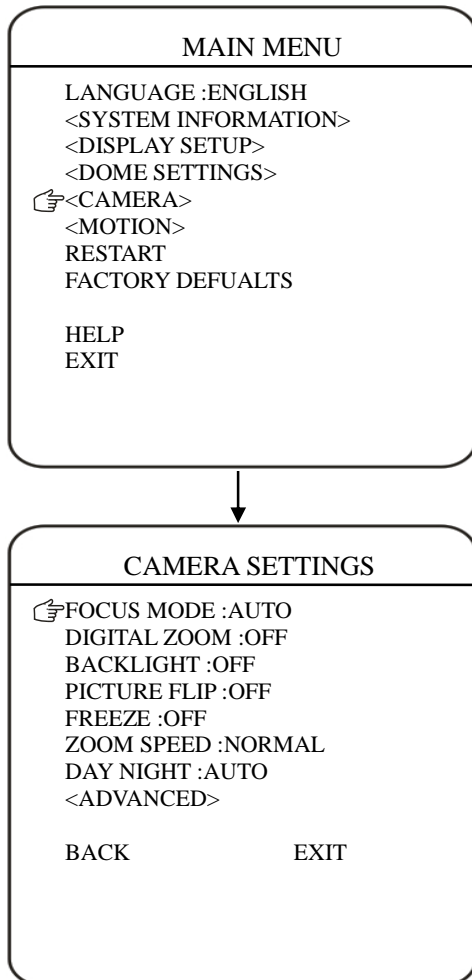 MAIN MENU
LANGUAGE :ENGLISH
<SYSTEM INFORMATION>
<DISPLAY SETUP>
<DOME SETTINGS>
<CAMERA>
<MOTION>
RESTART
FACTORY DEFUALTS
HELP
EXIT
CAMERA SETTINGS
FOCUS MODE :AUTO
DIGITAL ZOOM :OFF
BACKLIGHT :OFF
PICTURE FLIP :OFF
FREEZE :OFF
ZOOM SPEED :NORMAL
DAY NIGHT :AUTO
<ADVANCED>
BACK EXIT